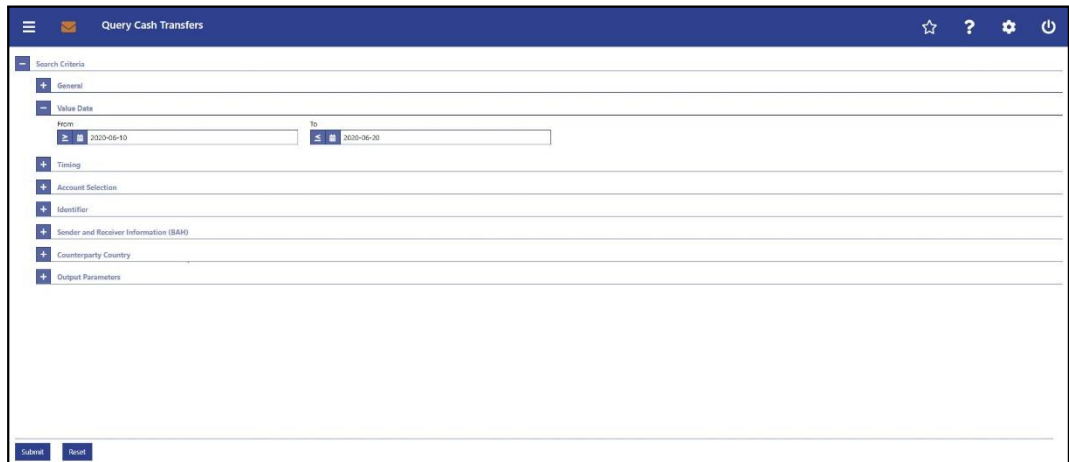 Query Cash Transfers
Search Criteria
General
Value Date
From To
2020-06-10 2020-06-20
Timing
Account Selection
Identifier
Sender and Receiver Information (BAH)
Counterparty Country
Output Parameters
Submit Reset